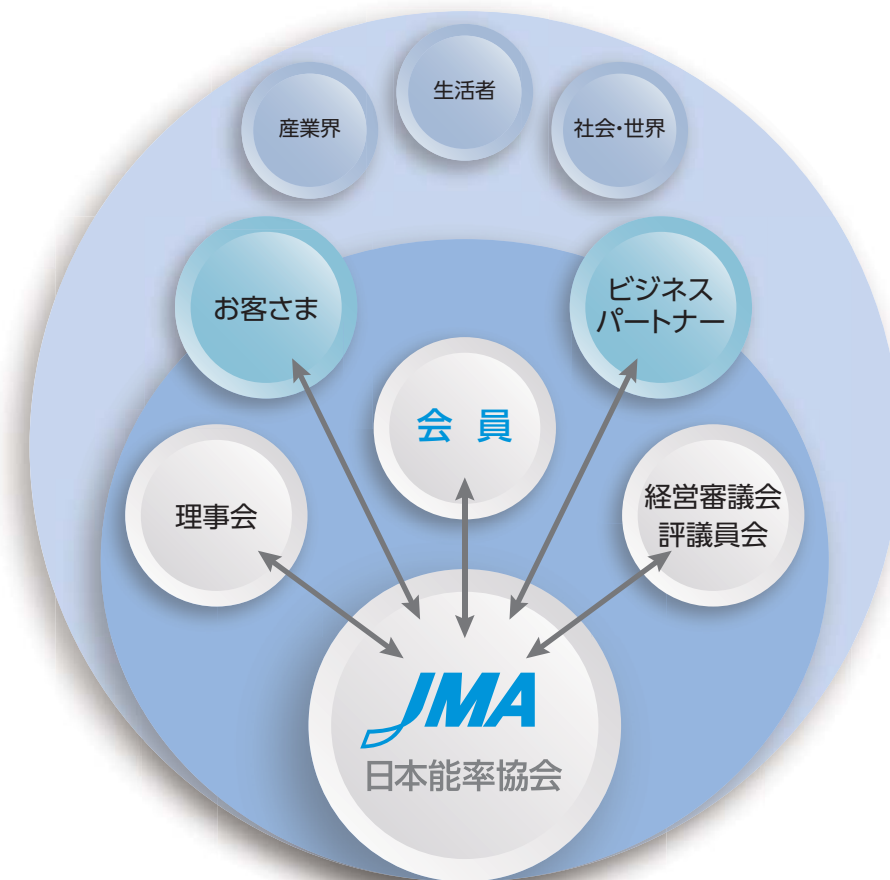 生活者
産業界
社会・世界
お客さま
ビジネス
パートナー
会 員
理事会
経営審議会
評議員会
JMA
日本能率協会